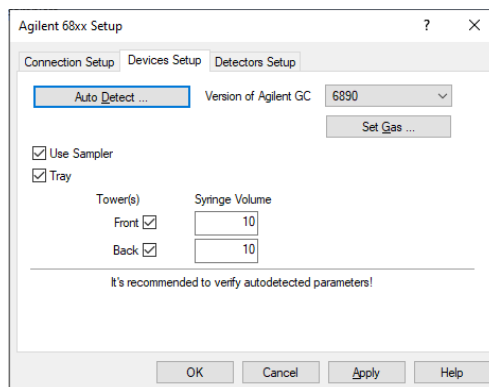 Agilent 68xx Setup ?
Connection Setup Devices Setup Detectors Setup
Auto Detect ... Version of Agilent GC 6890
Set Gas ...
Use Sampler
Tray
Tower(s) Syringe Volume
Front 10
Back 10
It's recommended to verify autodetected parameters!
OK Cancel Apply Help